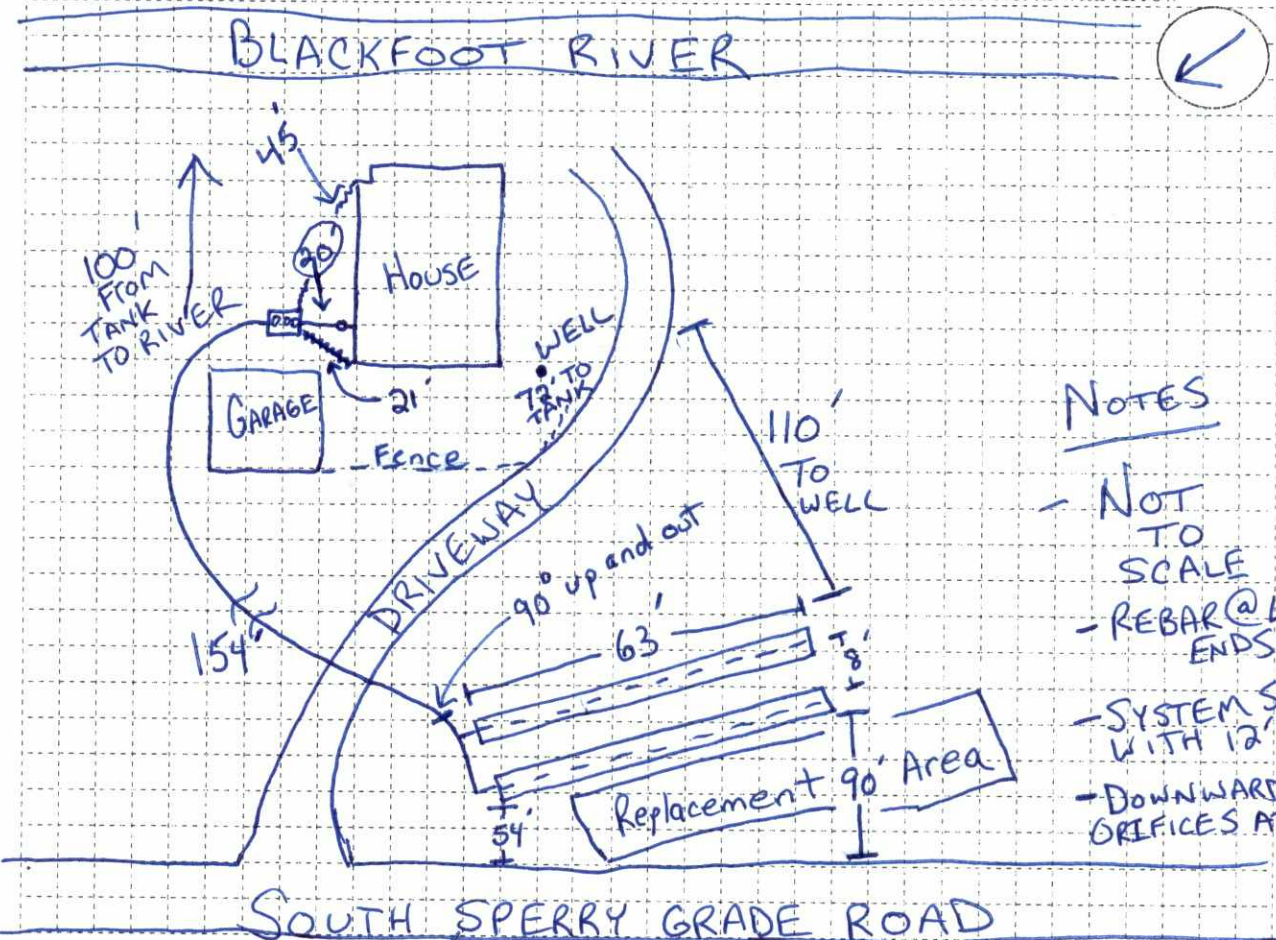 BLACKFOOT RIVER
45'
100'
FROM
TANK
TO RIVER
20'
HOUSE
WELL
72' TO
TANK
21'
GARAGE
Fence
DRIVEWAY
110'
TO
WELL
90° up and out
63'
8'
154'
54'
90'
Replacement Area
SOUTH SPERRY GRADE ROAD
NOTES
- NOT
TO
SCALE
- REBAR @
ENDS
- SYSTEM
WITH 12'
- DOWNWARD
ORIFICES